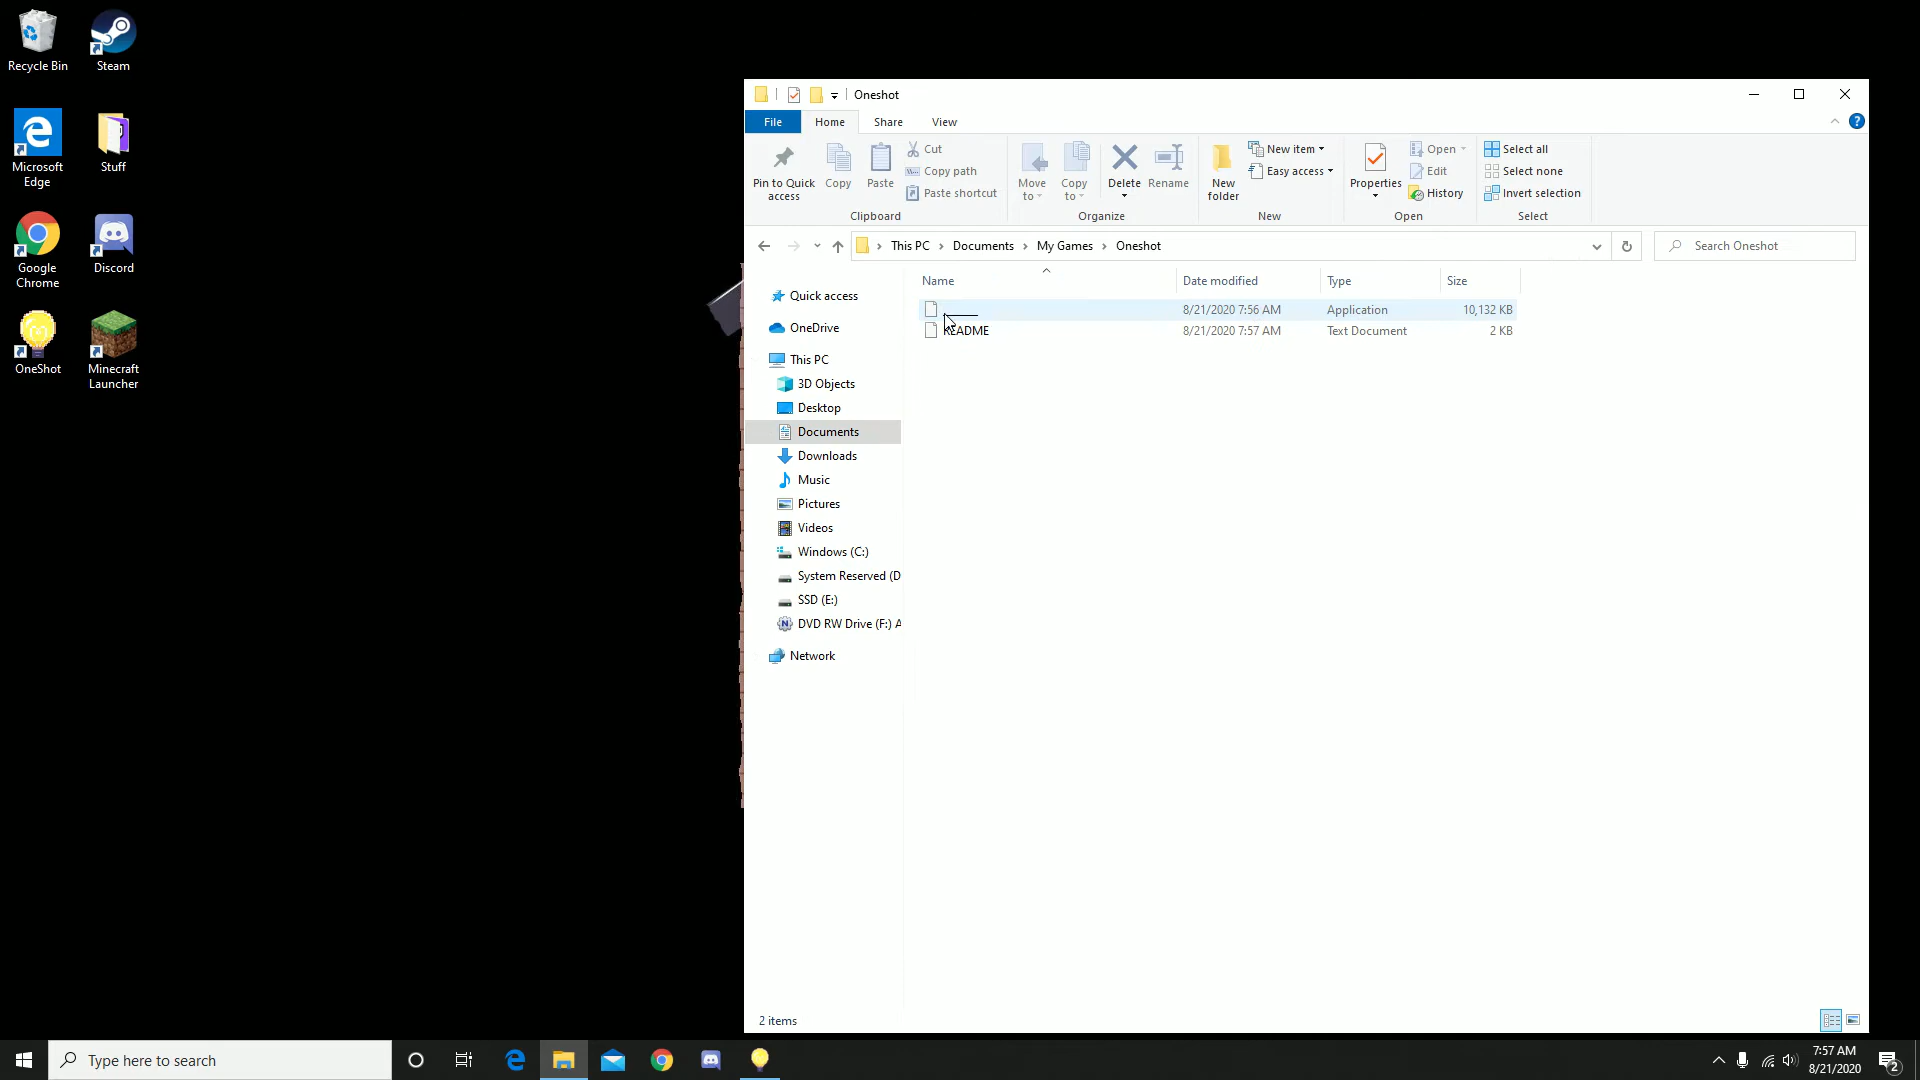 Recycle Bin
Steam
Microsoft
Edge
Stuff
Google
Chrome
Discord
OneShot
Minecraft
Launcher
Oneshot
File
Home
Share
View
Pin to Quick
access
Copy
Paste
Cut
Copy path
Paste shortcut
Clipboard
Move
to
Copy
to
Delete
Rename
Organize
New
folder
New item
Easy access
New
Properties
Open
Edit
History
Open
Select all
Select none
Invert selection
Select
This PC > Documents > My Games > Oneshot
Search Oneshot
Name
Date modified
Type
Size
______ 8/21/2020 7:56 AM Application 10,132 KB
README 8/21/2020 7:57 AM Text Document 2 KB
Quick access
OneDrive
This PC
3D Objects
Desktop
Documents
Downloads
Music
Pictures
Videos
Windows (C:)
System Reserved (D
SSD (E:)
DVD RW Drive (F:) A
Network
2 items
Type here to search
7:57 AM
8/21/2020
2